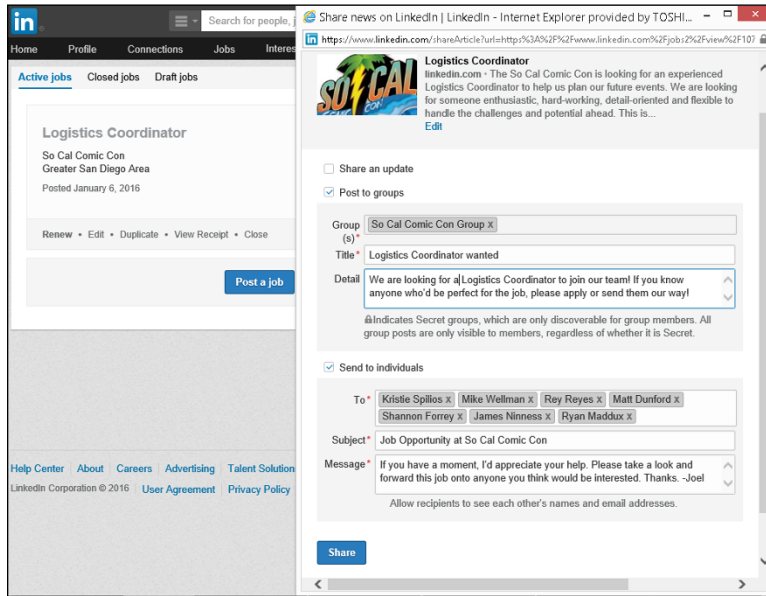 in
Search for people, j
Home Profile Connections Jobs Interes
Active jobs Closed jobs Draft jobs
Logistics Coordinator
So Cal Comic Con
Greater San Diego Area
Posted January 6, 2016
Renew • Edit • Duplicate • View Receipt • Close
Post a job
Help Center About Careers Advertising Talent Solution
LinkedIn Corporation © 2016 User Agreement Privacy Policy
Share news on LinkedIn | LinkedIn - Internet Explorer provided by TOSHI...
in https://www.linkedin.com/shareArticle?url=https%3A%2F%2Fwww.linkedin.com%2Fjobs2%2Fview%2F107
SO CAL
COMIC CON
Logistics Coordinator
linkedin.com · The So Cal Comic Con is looking for an experienced
Logistics Coordinator to help us plan our future events. We are looking
for someone enthusiastic, hard-working, detail-oriented and flexible to
handle the challenges and potential ahead. This is...
Edit
Share an update
Post to groups
Group So Cal Comic Con Group x
(s)*
Title* Logistics Coordinator wanted
Detail We are looking for a Logistics Coordinator to join our team! If you know
anyone who'd be perfect for the job, please apply or send them our way!
Indicates Secret groups, which are only discoverable for group members. All
group posts are only visible to members, regardless of whether it is Secret.
Send to individuals
To* Kristie Spilios x Mike Wellman x Rey Reyes x Matt Dunford x
Shannon Forrey x James Ninness x Ryan Maddux x
Subject* Job Opportunity at So Cal Comic Con
Message* If you have a moment, I'd appreciate your help. Please take a look and
forward this job onto anyone you think would be interested. Thanks. -Joel
Allow recipients to see each other's names and email addresses.
Share